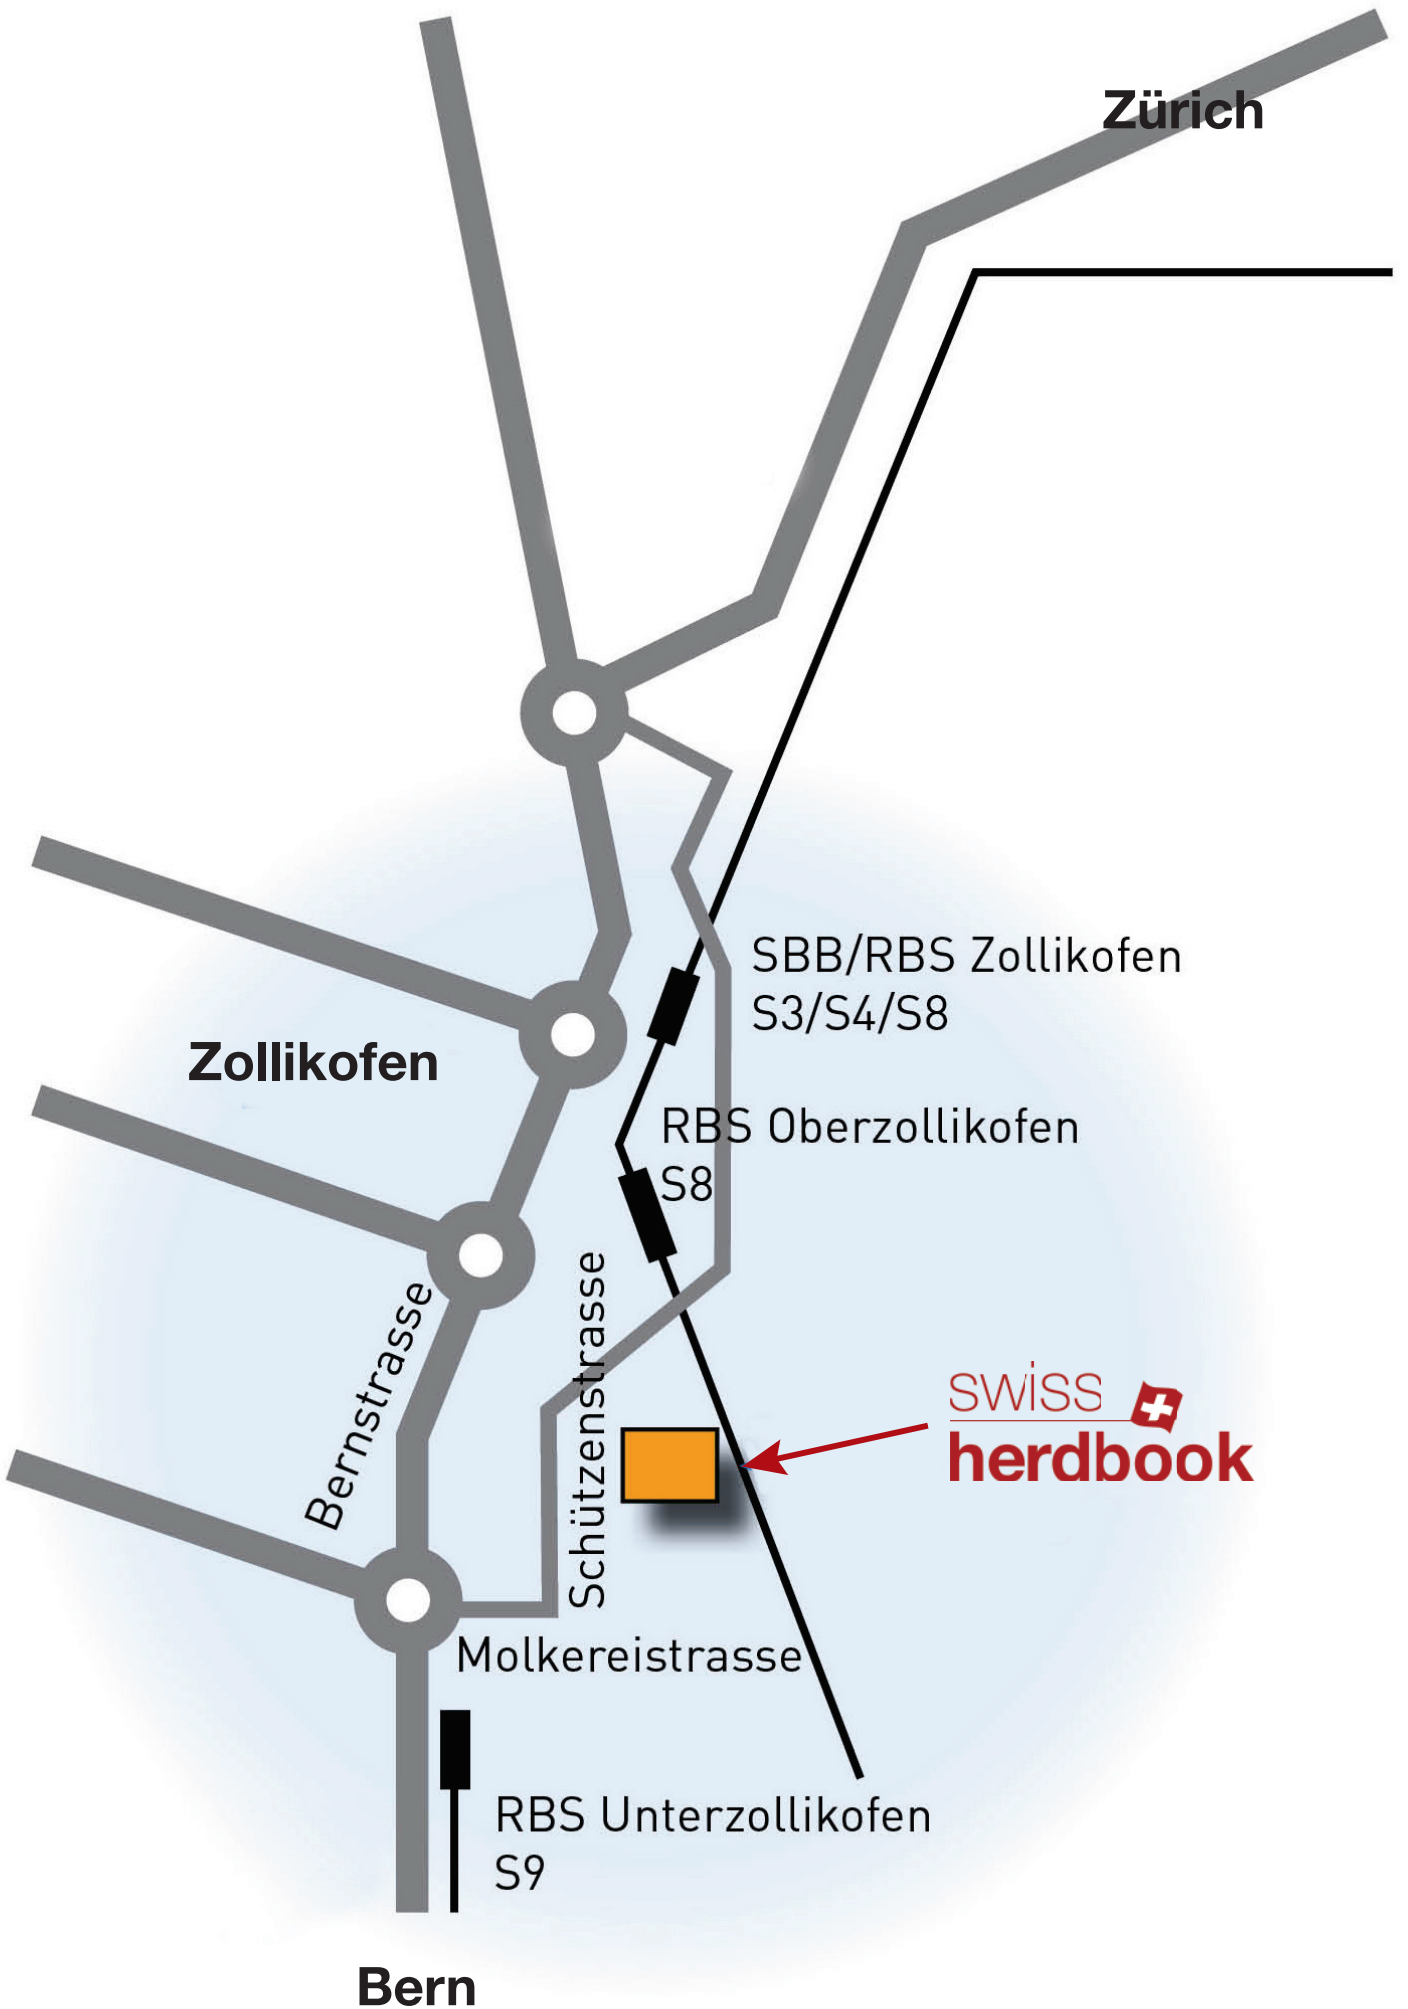 Zürich
SBB/RBS Zollikofen
S3/S4/S8
Zollikofen
RBS Oberzollikofen
S8
Bernstrasse
Schützenstrasse
swiss
herdbook
Molkereistrasse
RBS Unterzollikofen
S9
Bern